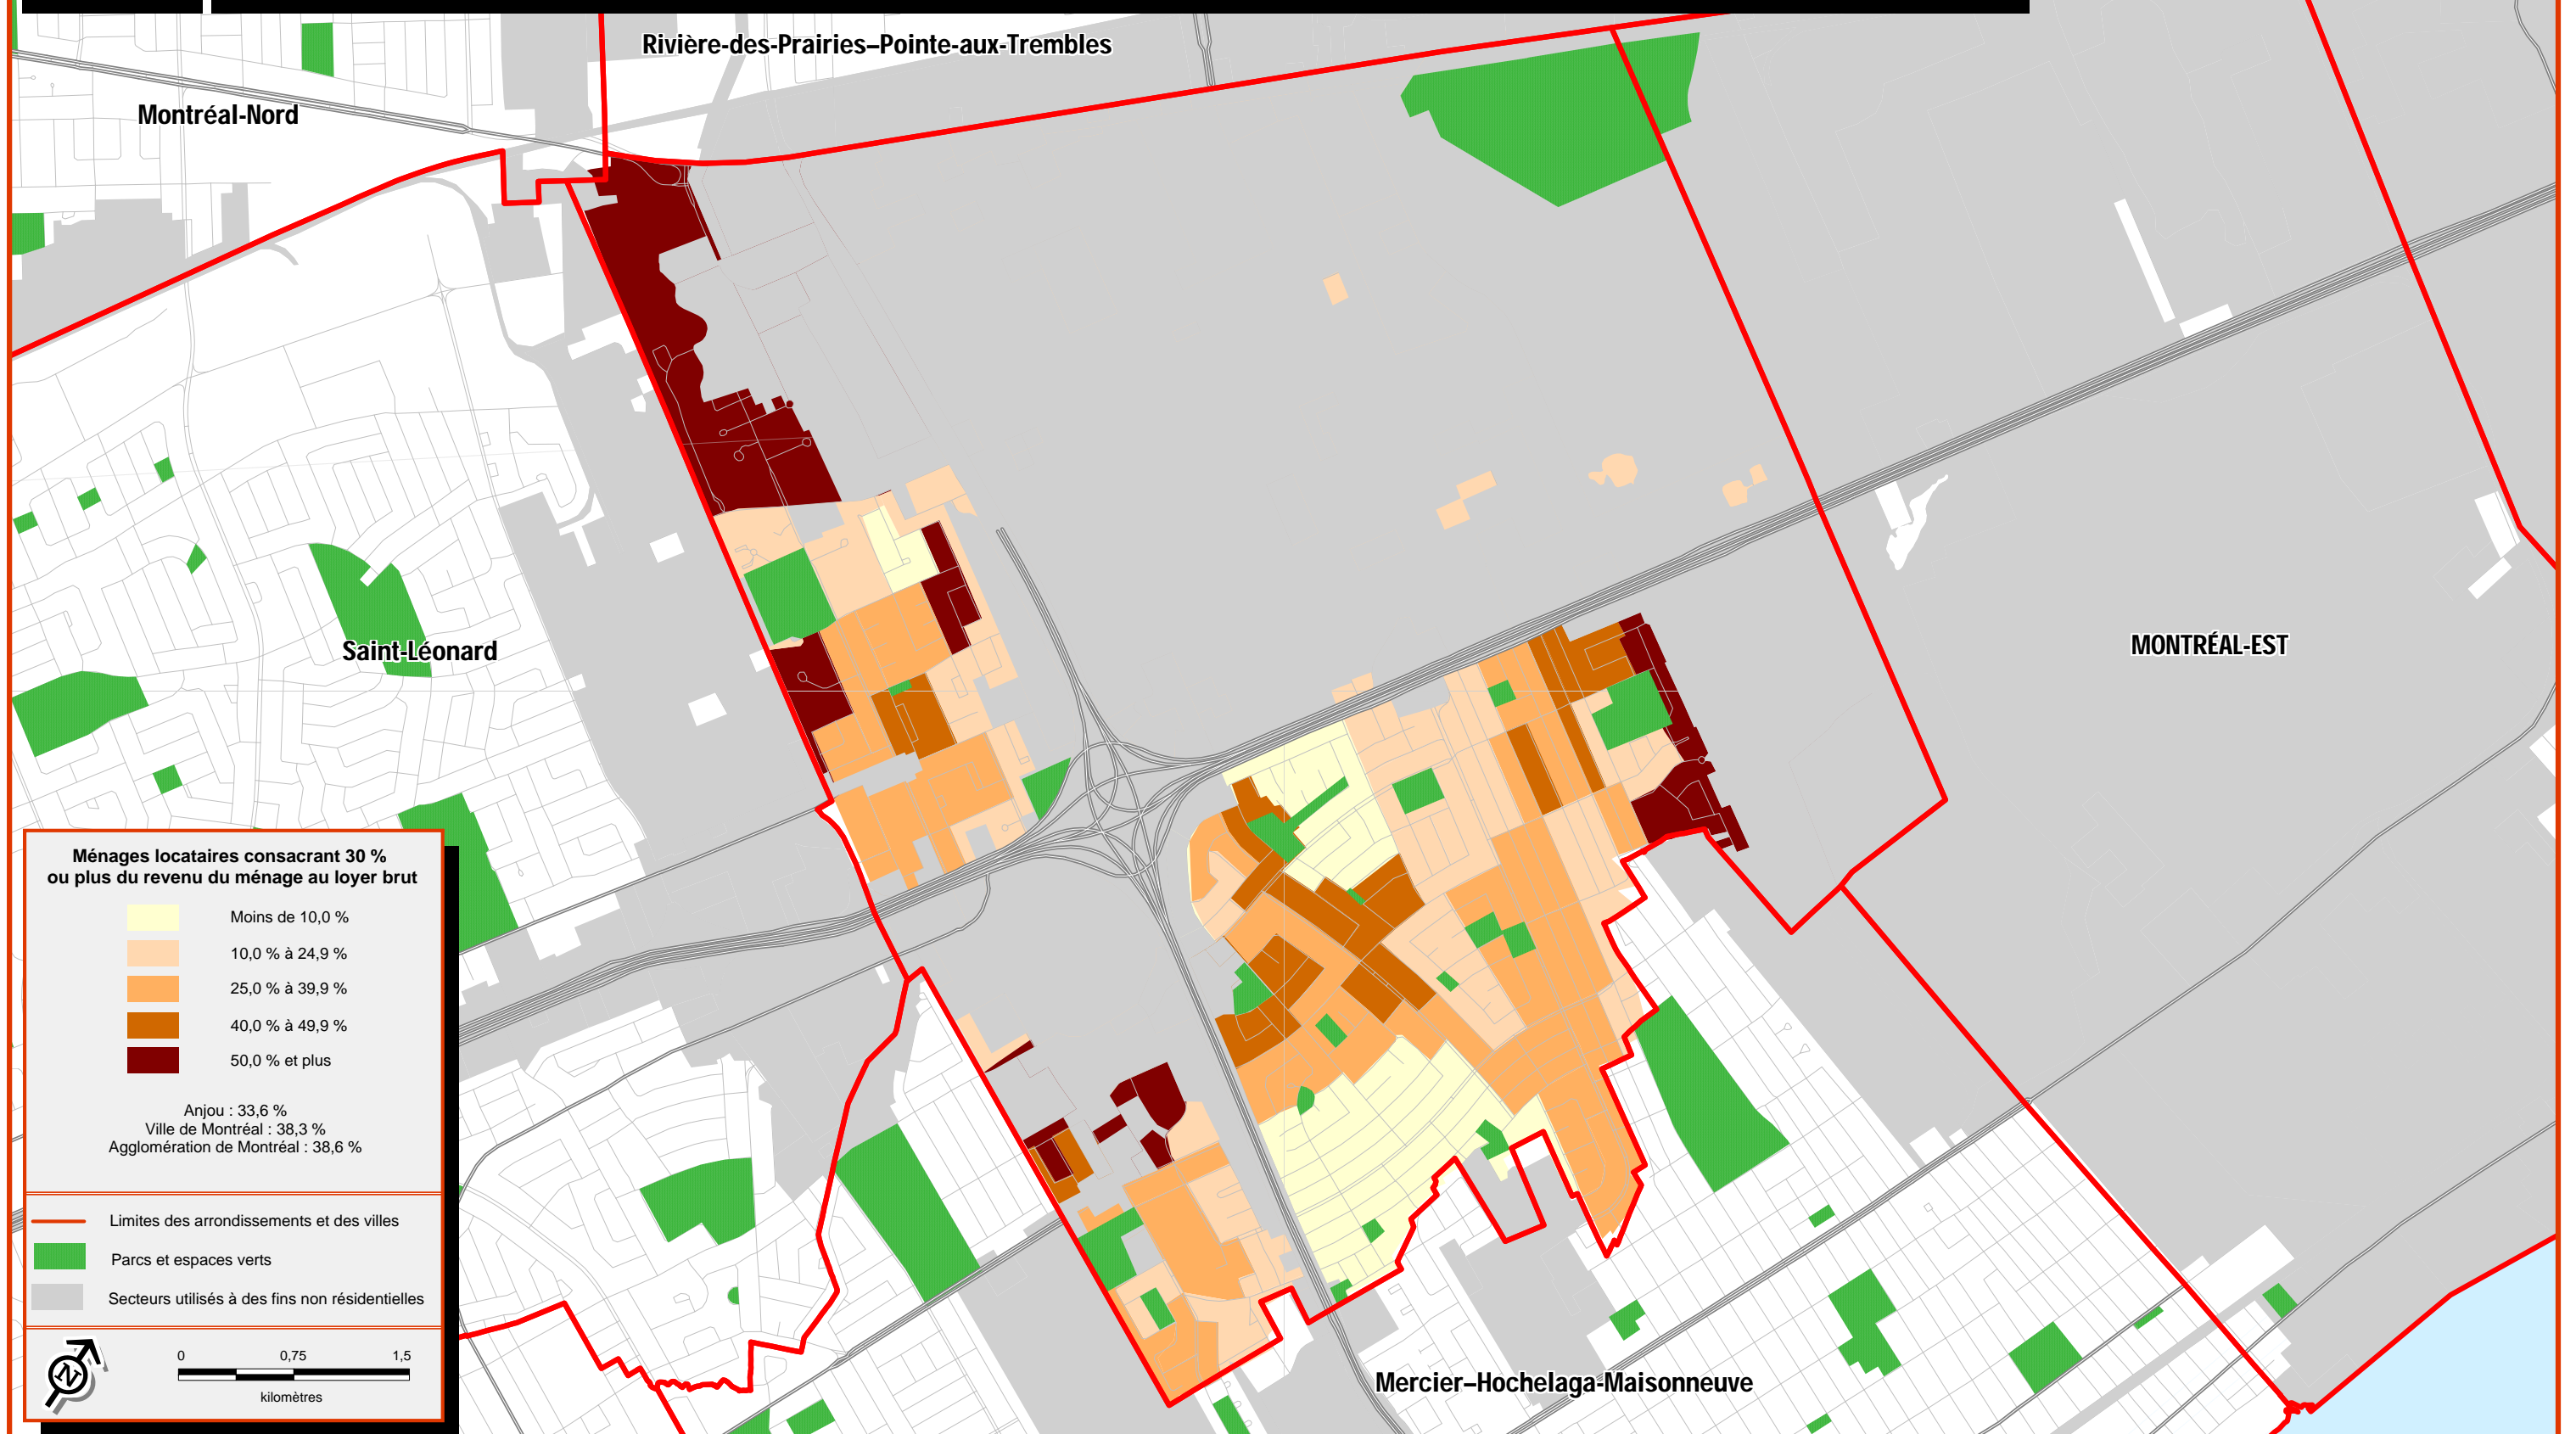 Rivière-des-Prairies–Pointe-aux-Trembles
Montréal-Nord
Saint-Léonard
MONTRÉAL-EST
Mercier–Hochelaga-Maisonneuve
Ménages locataires consacrant 30 %
ou plus du revenu du ménage au loyer brut
Moins de 10,0 %
10,0 % à 24,9 %
25,0 % à 39,9 %
40,0 % à 49,9 %
50,0 % et plus
Anjou : 33,6 %
Ville de Montréal : 38,3 %
Agglomération de Montréal : 38,6 %
Limites des arrondissements et des villes
Parcs et espaces verts
Secteurs utilisés à des fins non résidentielles
N
0 0,75 1,5
kilomètres